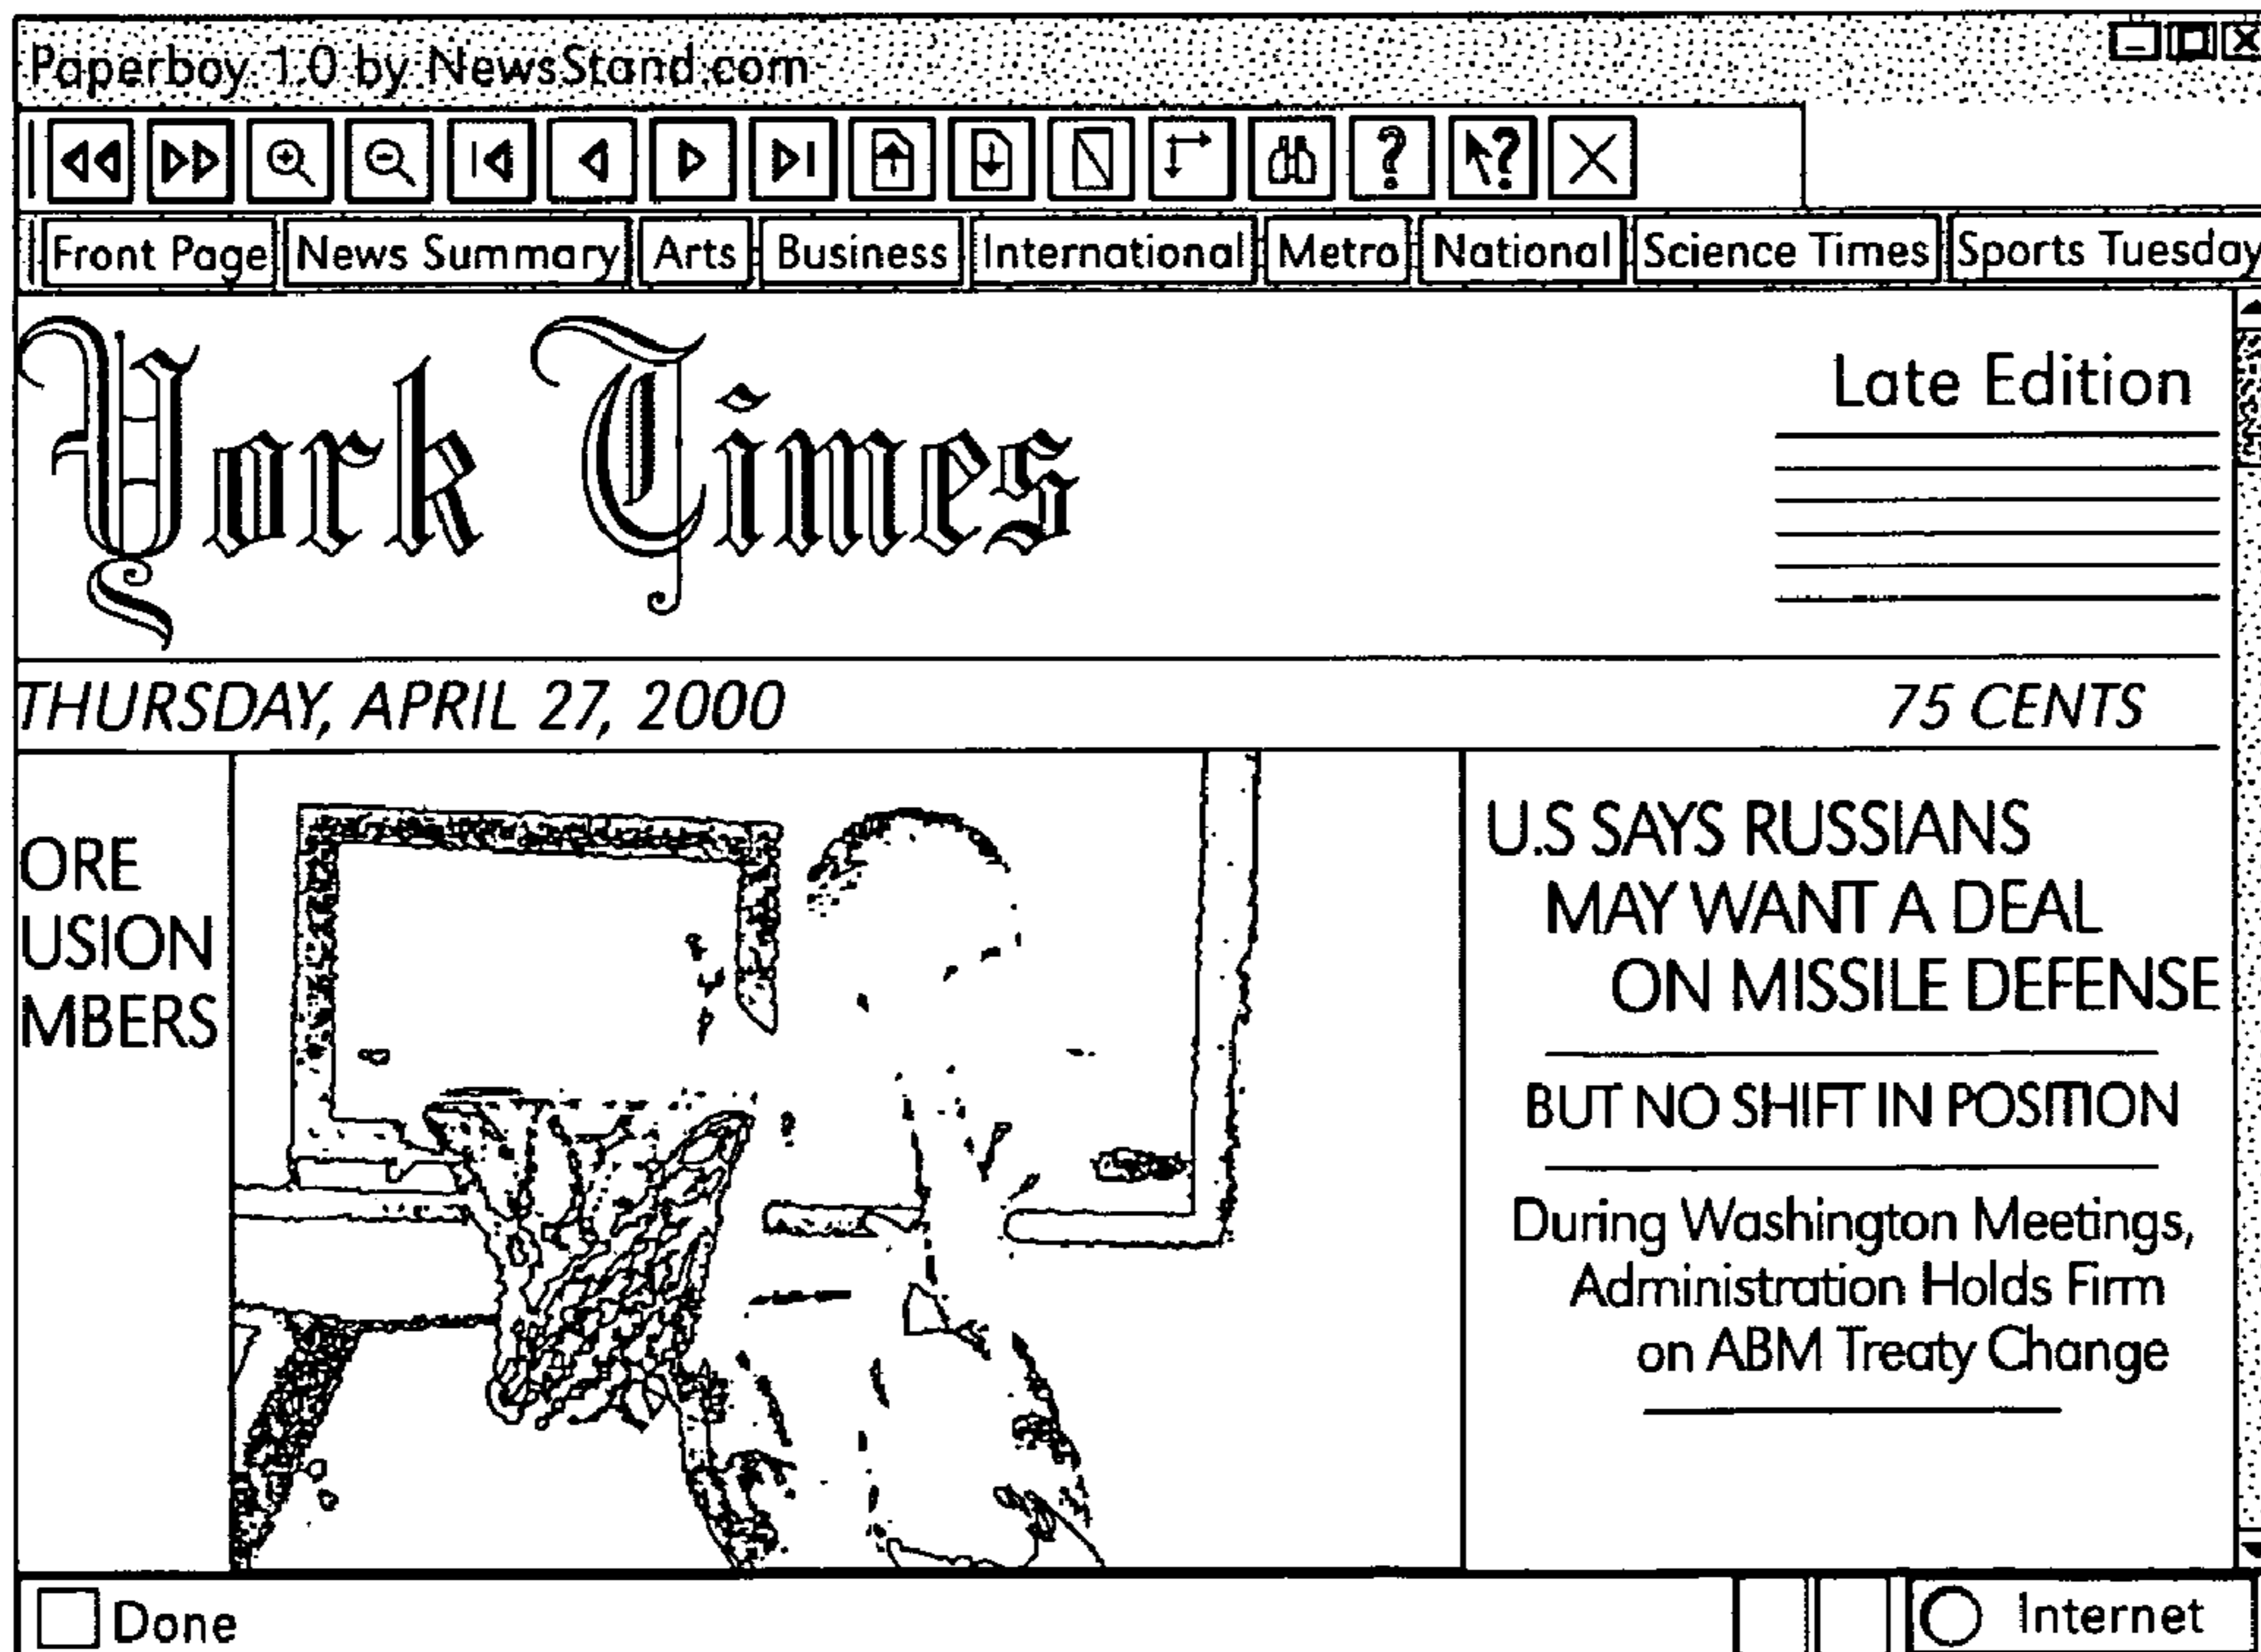 Paperboy 1.0 by NewsStand.com
Front Page News Summary Arts Business International Metro National Science Times Sports Tuesday
York Times
Late Edition
THURSDAY, APRIL 27, 2000 75 CENTS
ORE
USION
MBERS
U.S SAYS RUSSIANS
MAY WANT A DEAL
ON MISSILE DEFENSE
BUT NO SHIFT IN POSITION
During Washington Meetings,
Administration Holds Firm
on ABM Treaty Change
Done Internet